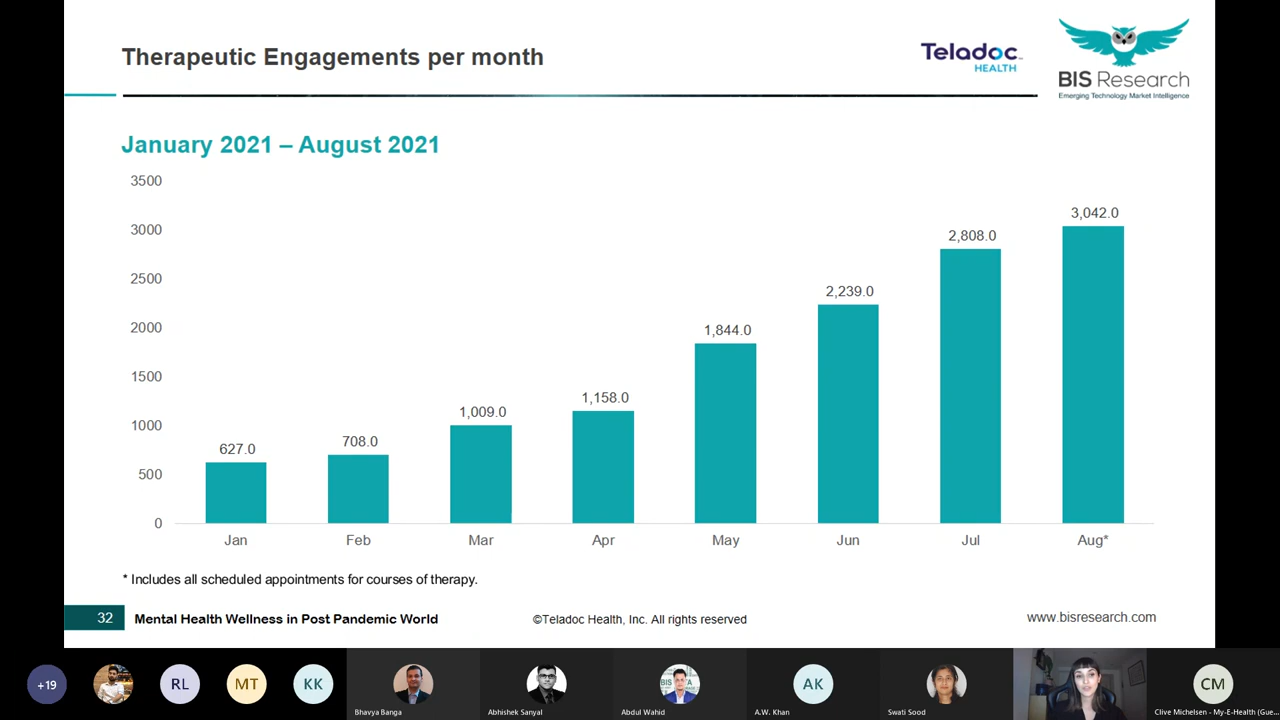 Therapeutic Engagements per month
Teladoc
HEALTH
BIS Research
Emerging Technology Market Intelligence
January 2021 – August 2021
3500
3000
2500
2000
1500
1000
500
0
627.0
708.0
1,009.0
1,158.0
1,844.0
2,239.0
2,808.0
3,042.0
Jan Feb Mar Apr May Jun Jul Aug*
* Includes all scheduled appointments for courses of therapy.
32 Mental Health Wellness in Post Pandemic World ©Teladoc Health, Inc. All rights reserved www.bisresearch.com
+19 RL MT KK AK CM
Bhavya Banga Abhishek Sanyal Abdul Wahid A.W. Khan Swati Sood Clive Michelsen - My-E-Health (Gue...